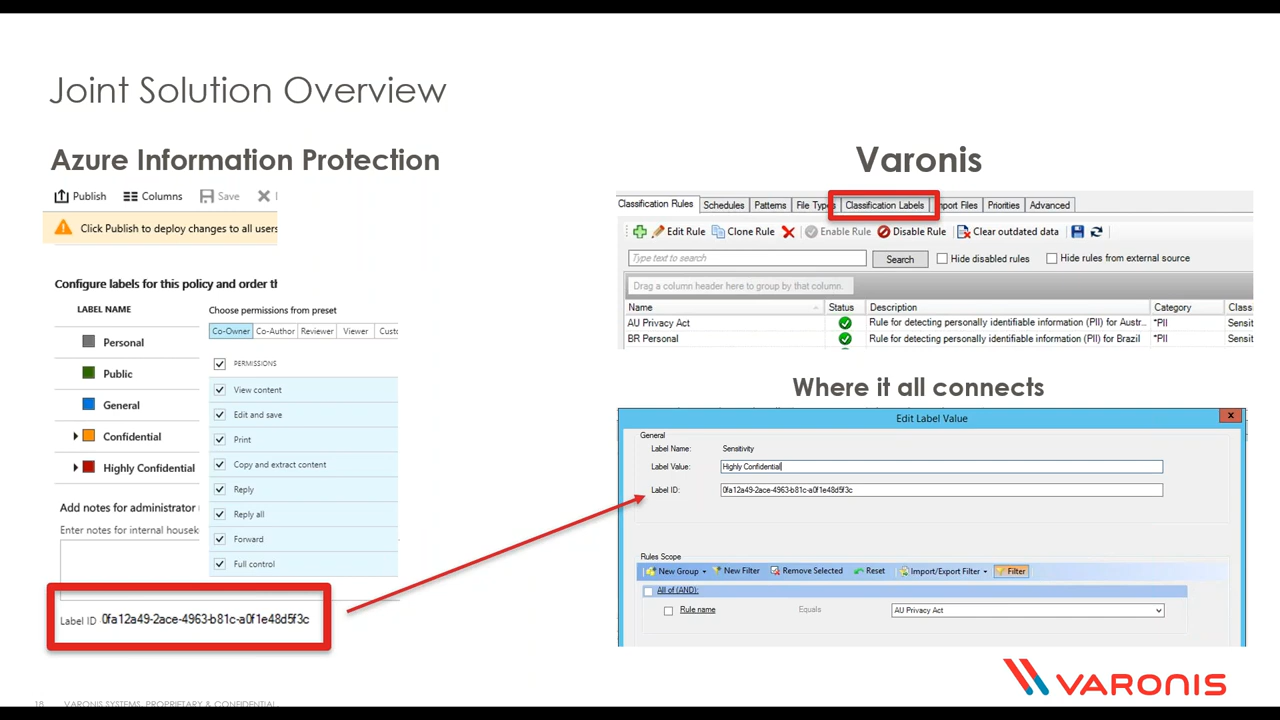 Joint Solution Overview
Azure Information Protection
Publish Columns Save
Click Publish to deploy changes to all users
Configure labels for this policy and order th
LABEL NAME
Personal
Public
General
Confidential
Highly Confidential
Choose permissions from preset
Co-Owner Co-Author Reviewer Viewer Custo
PERMISSIONS
View content
Edit and save
Print
Copy and extract content
Reply
Reply all
Forward
Full control
Add notes for administrator
Enter notes for internal housek
Label ID 0fa12a49-2ace-4963-b81c-a0f1e48d5f3c
Varonis
Classification Rules Schedules Patterns File Types Classification Labels Import Files Priorities Advanced
Edit Rule Clone Rule Enable Rule Disable Rule Clear outdated data
Type text to search Search Hide disabled rules Hide rules from external source
Drag a column header here to group by that column.
Name Status Description Category Classi
AU Privacy Act Rule for detecting personally identifiable information (PII) for Austr... *PII Sensit
BR Personal Rule for detecting personally identifiable information (PII) for Brazil *PII Sensit
Where it all connects
Edit Label Value
General
Label Name: Sensitivity
Label Value: Highly Confidential
Label ID: 0fa12a49-2ace-4963-b81c-a0f1e48d5f3c
Rules Scope
New Group New Filter Remove Selected Reset Import/Export Filter Filter
All of (AND):
Rule name Equals AU Privacy Act
VARONIS
18 VARONIS SYSTEMS. PROPRIETARY & CONFIDENTIAL.